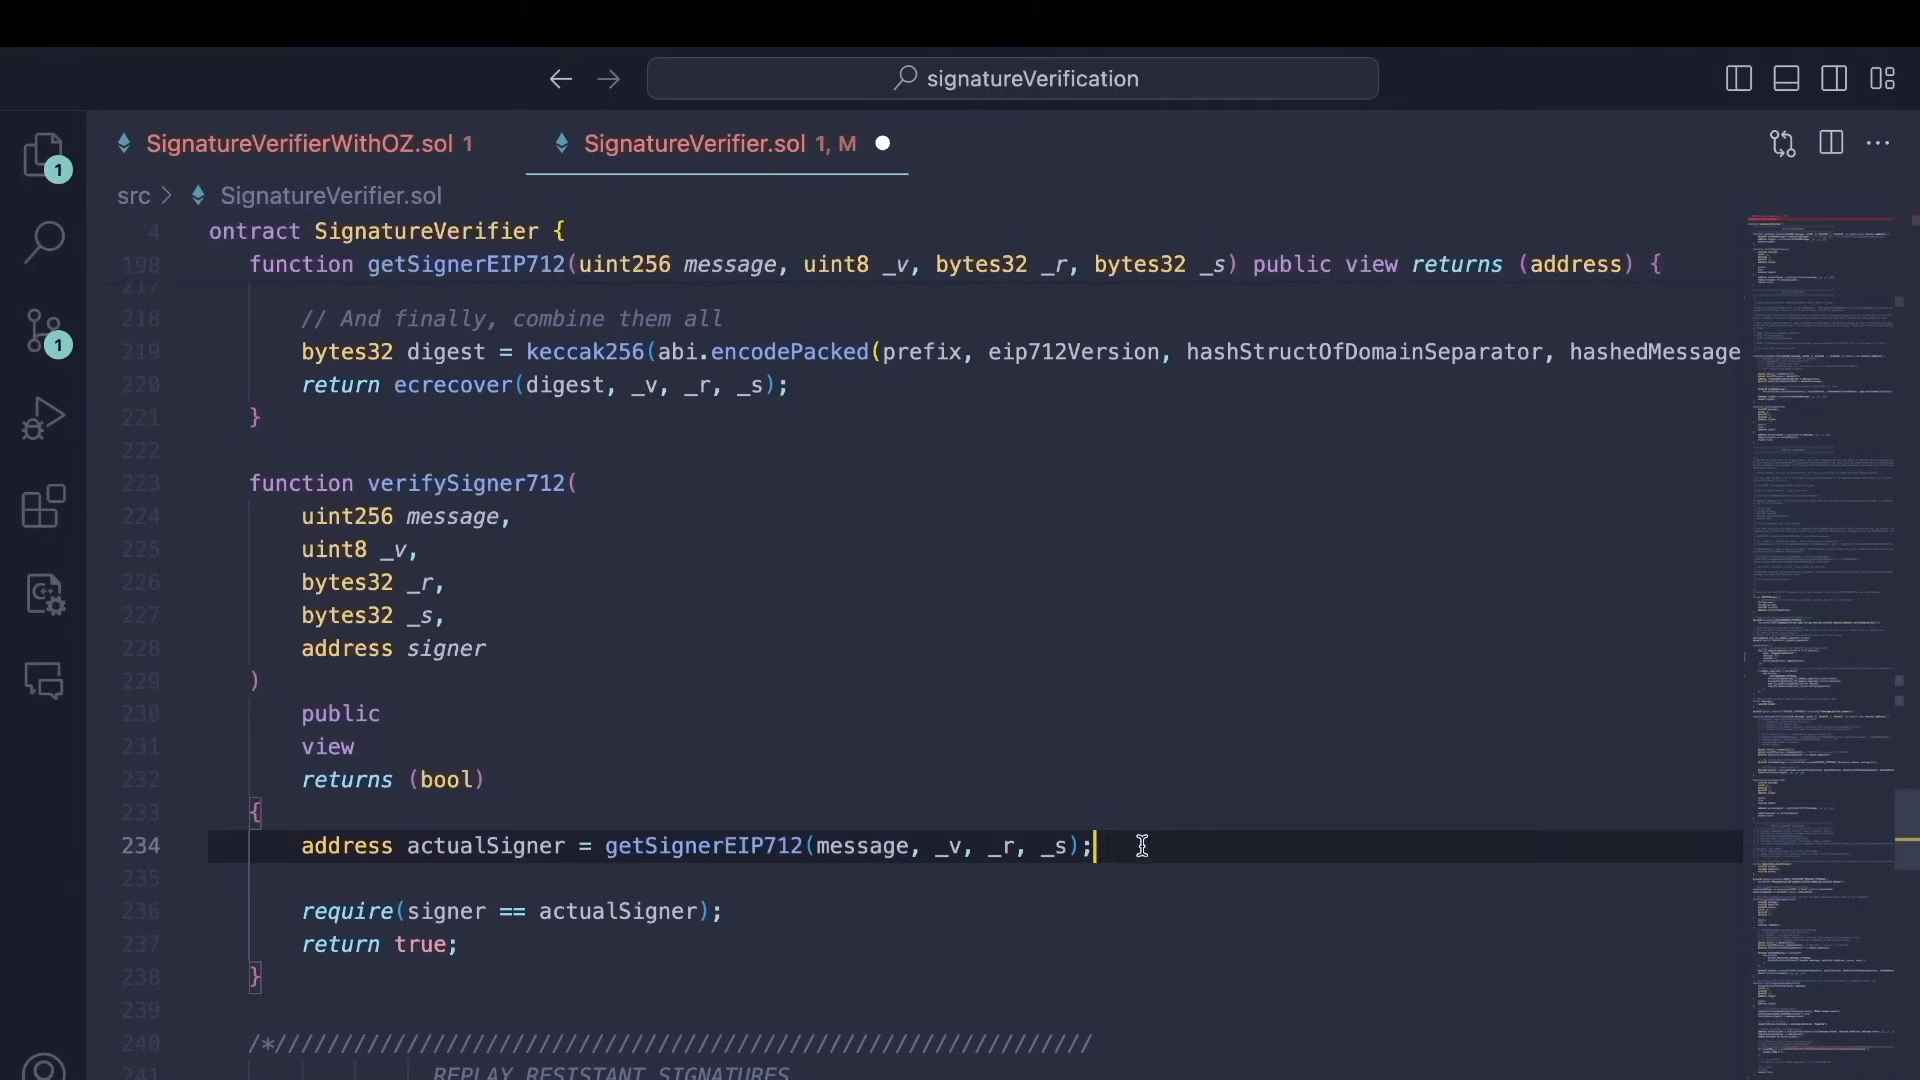 signatureVerification
SignatureVerifierWithOZ.sol 1
SignatureVerifier.sol 1, M
src > SignatureVerifier.sol
1
1
4 ontract SignatureVerifier {
198 function getSignerEIP712(uint256 message, uint8 _v, bytes32 _r, bytes32 _s) public view returns (address) {
217
218 // And finally, combine them all
219 bytes32 digest = keccak256(abi.encodePacked(prefix, eip712Version, hashStructOfDomainSeparator, hashedMessage
220 return ecrecover(digest, _v, _r, _s);
221 }
222
223 function verifySigner712(
224 uint256 message,
225 uint8 _v,
226 bytes32 _r,
227 bytes32 _s,
228 address signer
229 )
230 public
231 view
232 returns (bool)
233 {
234 address actualSigner = getSignerEIP712(message, _v, _r, _s);
235
236 require(signer == actualSigner);
237 return true;
238 }
239
240 /*//////////////////////////////////////////////////////////////
241 REPLAY RESISTANT SIGNATURES